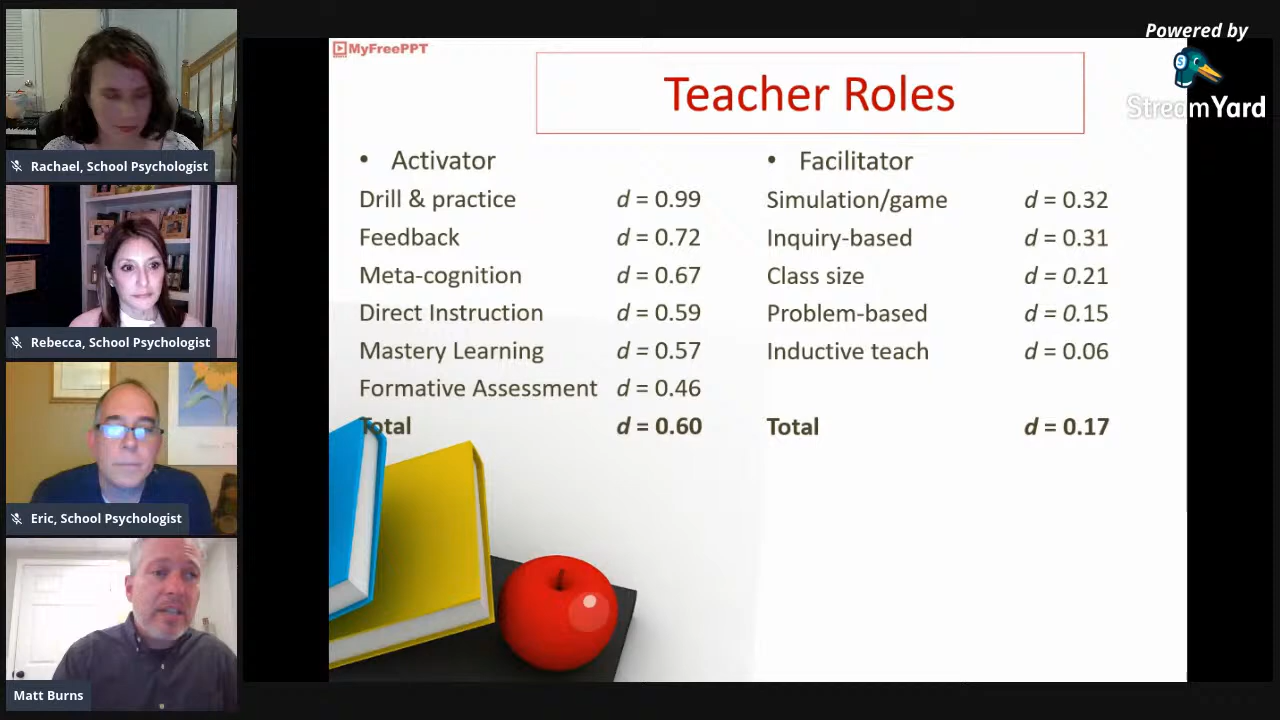 MyFreePPT
Powered by
StreamYard
Teacher Roles
• Activator
Drill & practice d = 0.99
Feedback d = 0.72
Meta-cognition d = 0.67
Direct Instruction d = 0.59
Mastery Learning d = 0.57
Formative Assessment d = 0.46
Total d = 0.60
• Facilitator
Simulation/game d = 0.32
Inquiry-based d = 0.31
Class size d = 0.21
Problem-based d = 0.15
Inductive teach d = 0.06
Total d = 0.17
Rachael, School Psychologist
Rebecca, School Psychologist
Eric, School Psychologist
Matt Burns